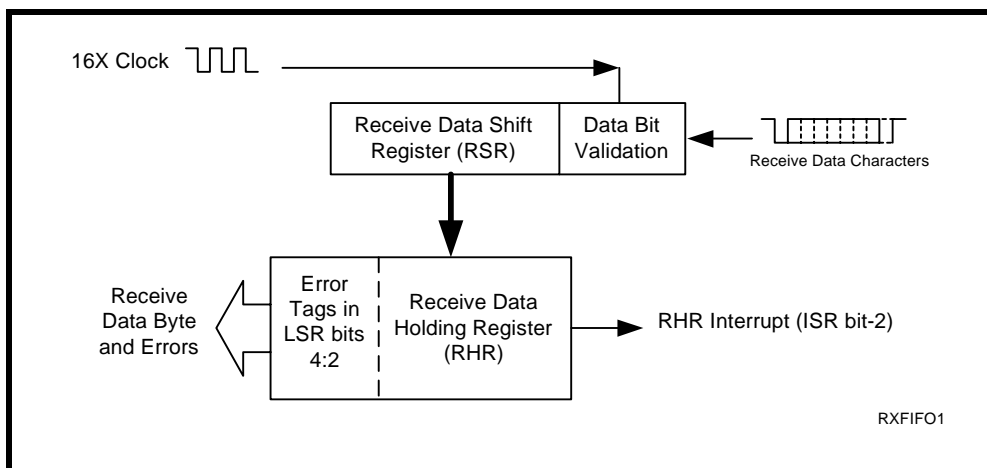 16X Clock
Receive Data Shift
Register (RSR)
Data Bit
Validation
Receive Data Characters
Receive
Data Byte
and Errors
Error
Tags in
LSR bits
4:2
Receive Data
Holding Register
(RHR)
RHR Interrupt (ISR bit-2)
RXFIFO1